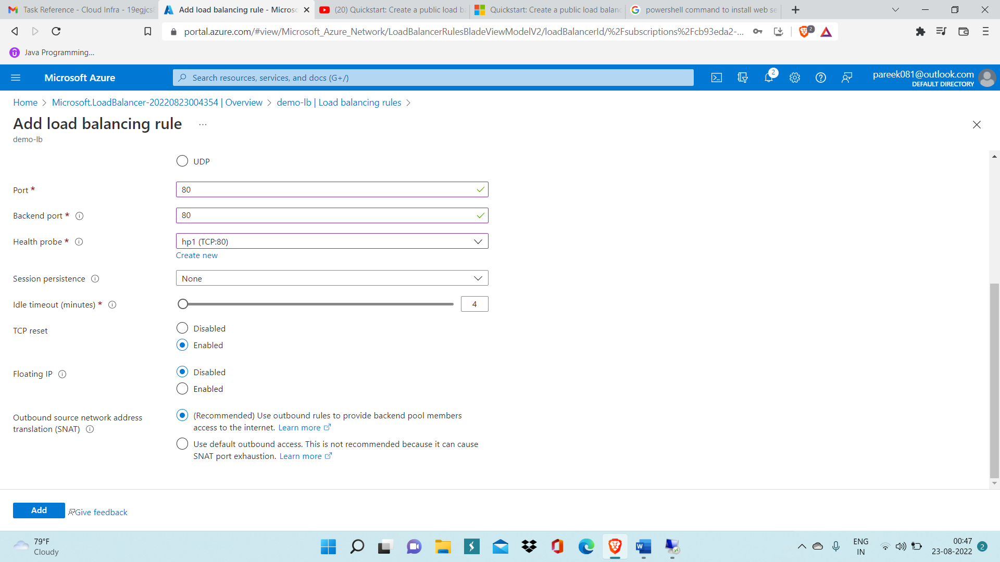 Task Reference - Cloud Infra - 19egjcs8
Add load balancing rule - Microso
(20) Quickstart: Create a public load ba
Quickstart: Create a public load balanc
powershell command to install web se
portal.azure.com/#view/Microsoft_Azure_Network/LoadBalancerRulesBladeViewModelV2/loadBalancerId/%2Fsubscriptions%2Fcb93eda2-...
2
Java Programming...
Microsoft Azure
Search resources, services, and docs (G+/)
2
pareek081@outlook.com
DEFAULT DIRECTORY
Home > Microsoft.LoadBalancer-20220823004354 | Overview > demo-lb | Load balancing rules >
Add load balancing rule ...
demo-lb
UDP
Port *
80
Backend port *
80
Health probe *
hp1 (TCP:80)
Create new
Session persistence
None
Idle timeout (minutes) *
4
TCP reset
Disabled
Enabled
Floating IP
Disabled
Enabled
Outbound source network address
translation (SNAT)
(Recommended) Use outbound rules to provide backend pool members
access to the internet. Learn more
Use default outbound access. This is not recommended because it can cause
SNAT port exhaustion. Learn more
Add
Give feedback
79°F
Cloudy
ENG
IN
00:47
23-08-2022
2